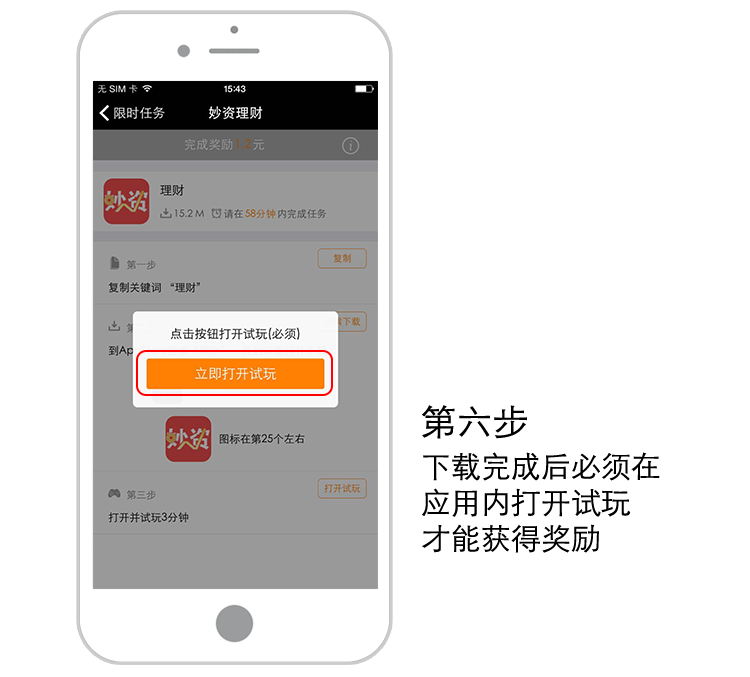 无 SIM 卡
15:43
限时任务
妙资理财
完成奖励1.2元
妙资
理财
15.2 M 请在58分钟内完成任务
第一步
复制
复制关键词 “理财”
第
下载
到Ap
点击按钮打开试玩(必须)
立即打开试玩
妙资
图标在第25个左右
第三步
打开试玩
打开并试玩3分钟
第六步
下载完成后必须在
应用内打开试玩
才能获得奖励